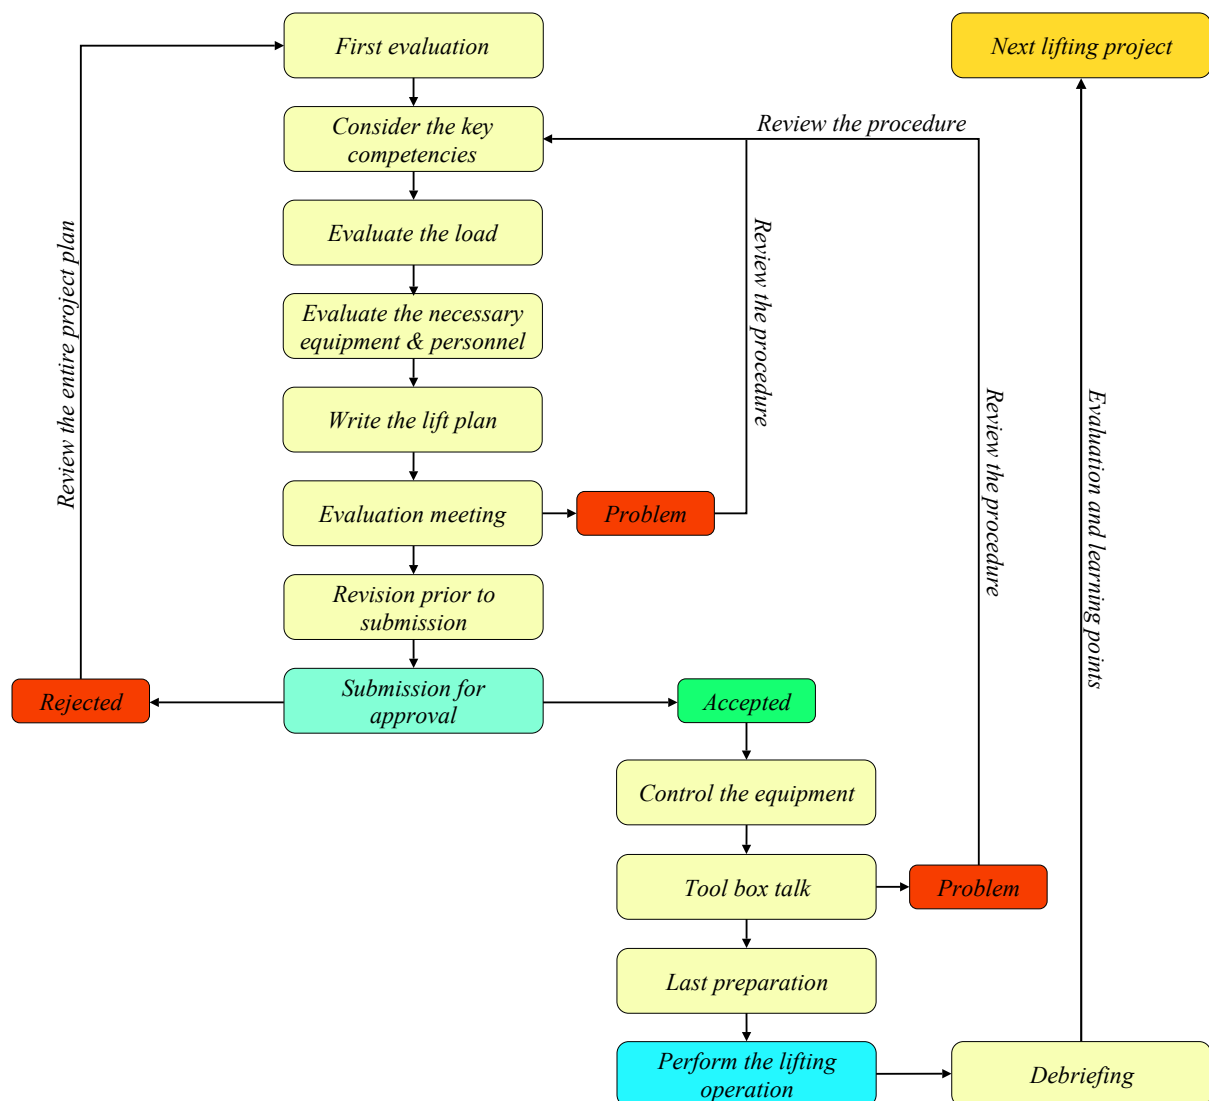 First evaluation
Next lifting project
Consider the key
competencies
Review the procedure
Evaluate the load
Review the entire project plan
Review the procedure
Evaluate the necessary
equipment & personnel
Write the lift plan
Review the procedure
Evaluation and learning points
Evaluation meeting
Problem
Revision prior to
submission
Rejected
Submission for
approval
Accepted
Control the equipment
Tool box talk
Problem
Last preparation
Perform the lifting
operation
Debriefing